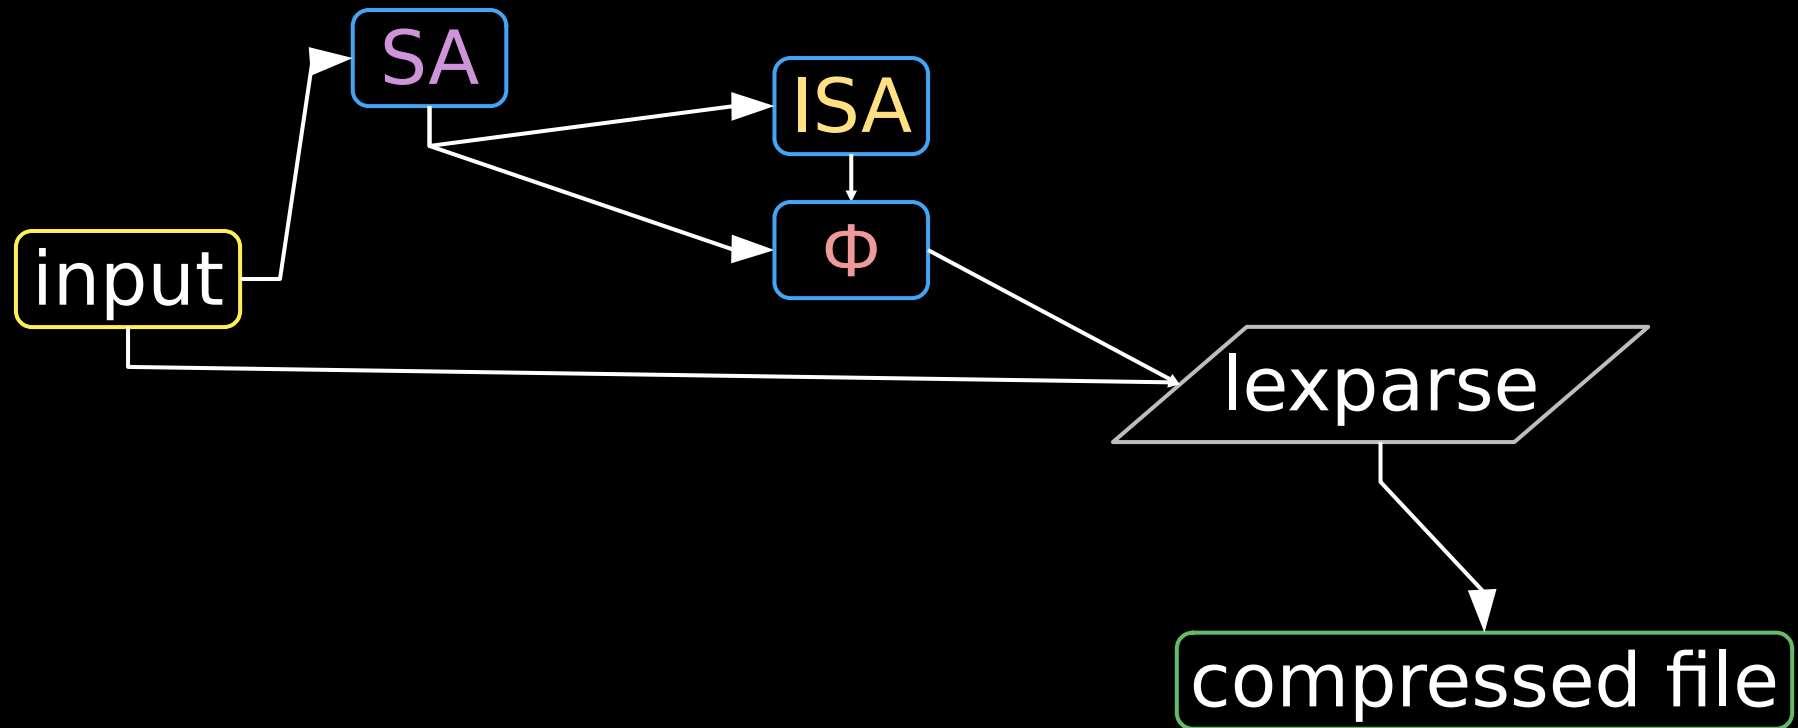 SA
ISA
Φ
input
lexparse
compressed file